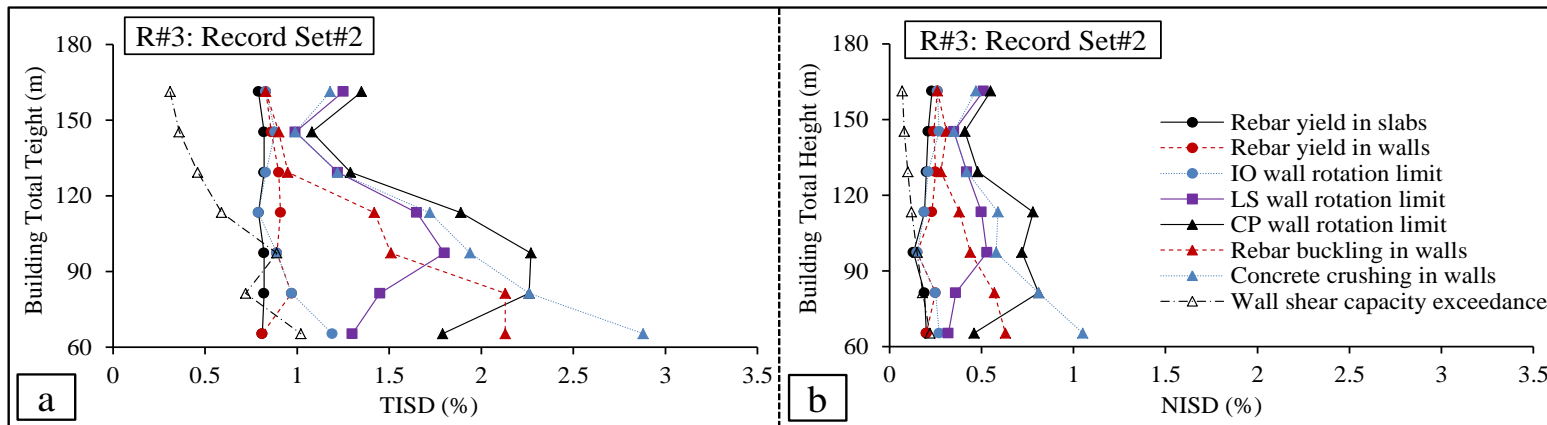 R#3: Record Set#2
180
150
120
90
60
Building Total Teight (m)
0
0.5
1
1.5
2
2.5
3
3.5
TISD (%)
a
R#3: Record Set#2
180
150
120
90
60
Building Total Height (m)
0
0.5
1
1.5
2
2.5
3
3.5
NISD (%)
b
Rebar yield in slabs
Rebar yield in walls
IO wall rotation limit
LS wall rotation limit
CP wall rotation limit
Rebar buckling in walls
Concrete crushing in walls
Wall shear capacity exceedance